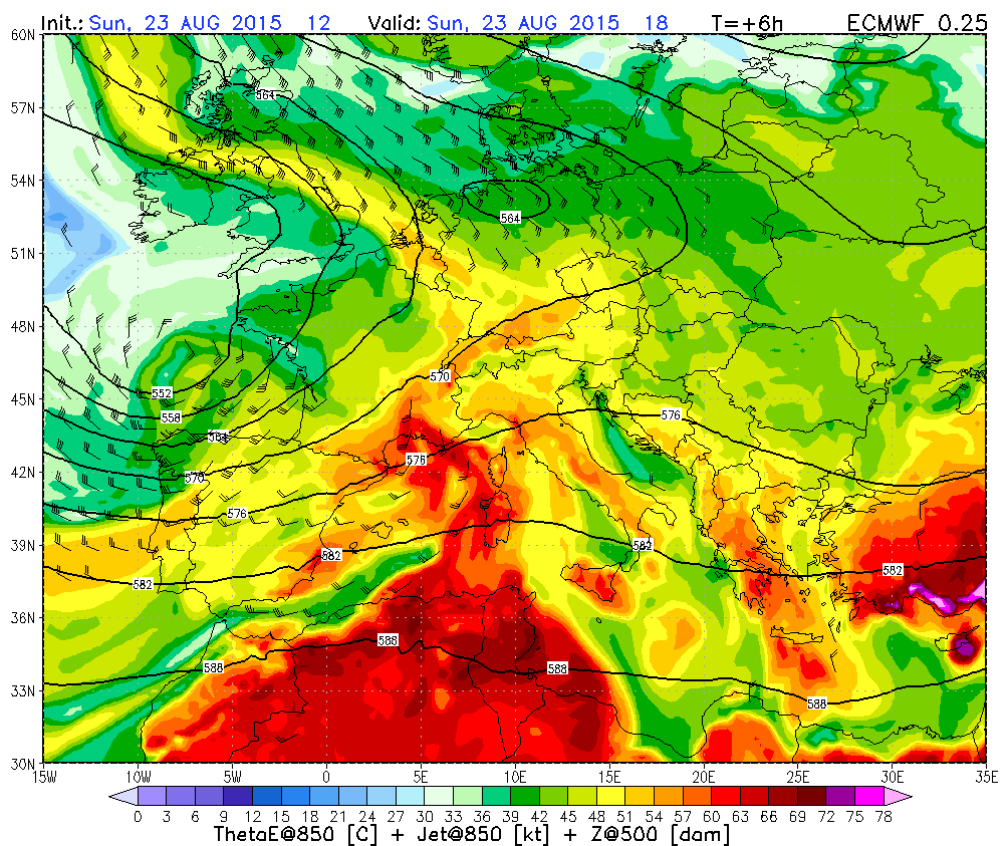 Init.: Sun, 23 AUG 2015 12 Valid: Sun, 23 AUG 2015 18 T=+6h ECMWF 0.25
60N
57N
54N
51N
48N
45N
42N
39N
36N
33N
30N
564
564
570
552
558
564
570
576
576
576
582
582
582
582
588
588
588
588
15W 10W 5W 0 5E 10E 15E 20E 25E 30E 35E
0 3 6 9 12 15 18 21 24 27 30 33 36 39 42 45 48 51 54 57 60 63 66 69 72 75 78
ThetaE@850 [C] + Jet@850 [kt] + Z@500 [dam]